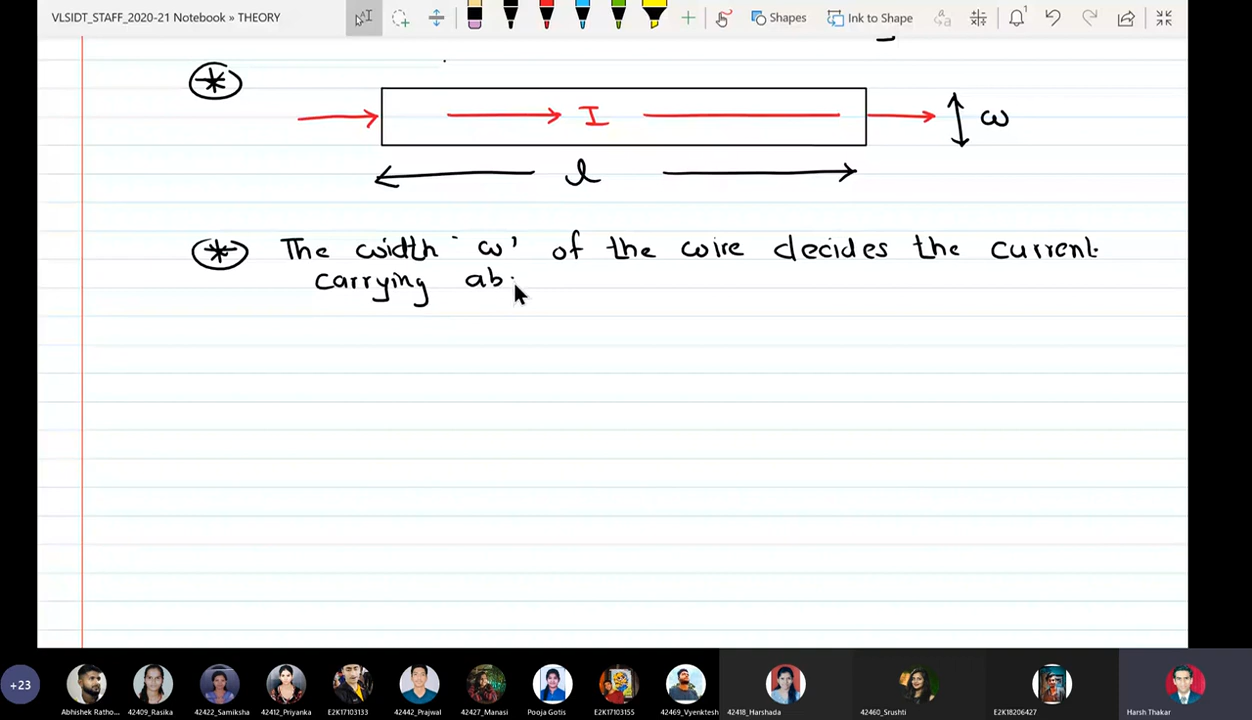 VLSIDT_STAFF_2020-21 Notebook » THEORY
Shapes
Ink to Shape
I
w
l
The width 'w' of the wire decides the current
carrying ab
+23
Abhishek Ratho...
42409_Rasika
42422_Samiksha
42412_Priyanka
E2K17103133
42442_Prajwal
42427_Manasi
Pooja Gotis
E2K17103155
42469_Vyenktesh
42418_Harshada
42460_Srushti
E2K18206427
Harsh Thakar